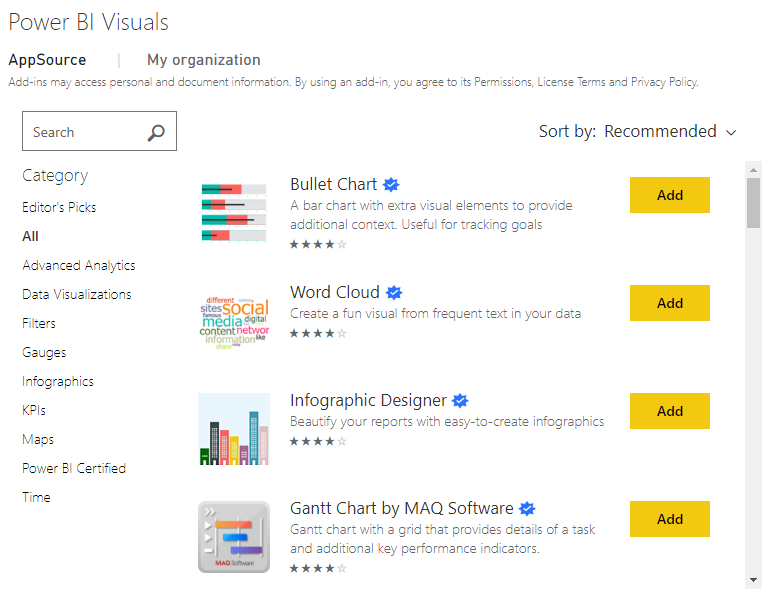 Power BI Visuals
AppSource | My organization
Add-ins may access personal and document information. By using an add-in, you agree to its Permissions, License Terms and Privacy Policy.
Search
Sort by: Recommended
Category
Editor's Picks
All
Advanced Analytics
Data Visualizations
Filters
Gauges
Infographics
KPIs
Maps
Power BI Certified
Time
Bullet Chart
A bar chart with extra visual elements to provide
additional context. Useful for tracking goals
Add
different
sites social
famous
media digital
content network
information like
share
Word Cloud
Create a fun visual from frequent text in your data
Add
Infographic Designer
Beautify your reports with easy-to-create infographics
Add
MAQ Software
Gantt Chart by MAQ Software
Gantt chart with a grid that provides details of a task
and additional key performance indicators.
Add